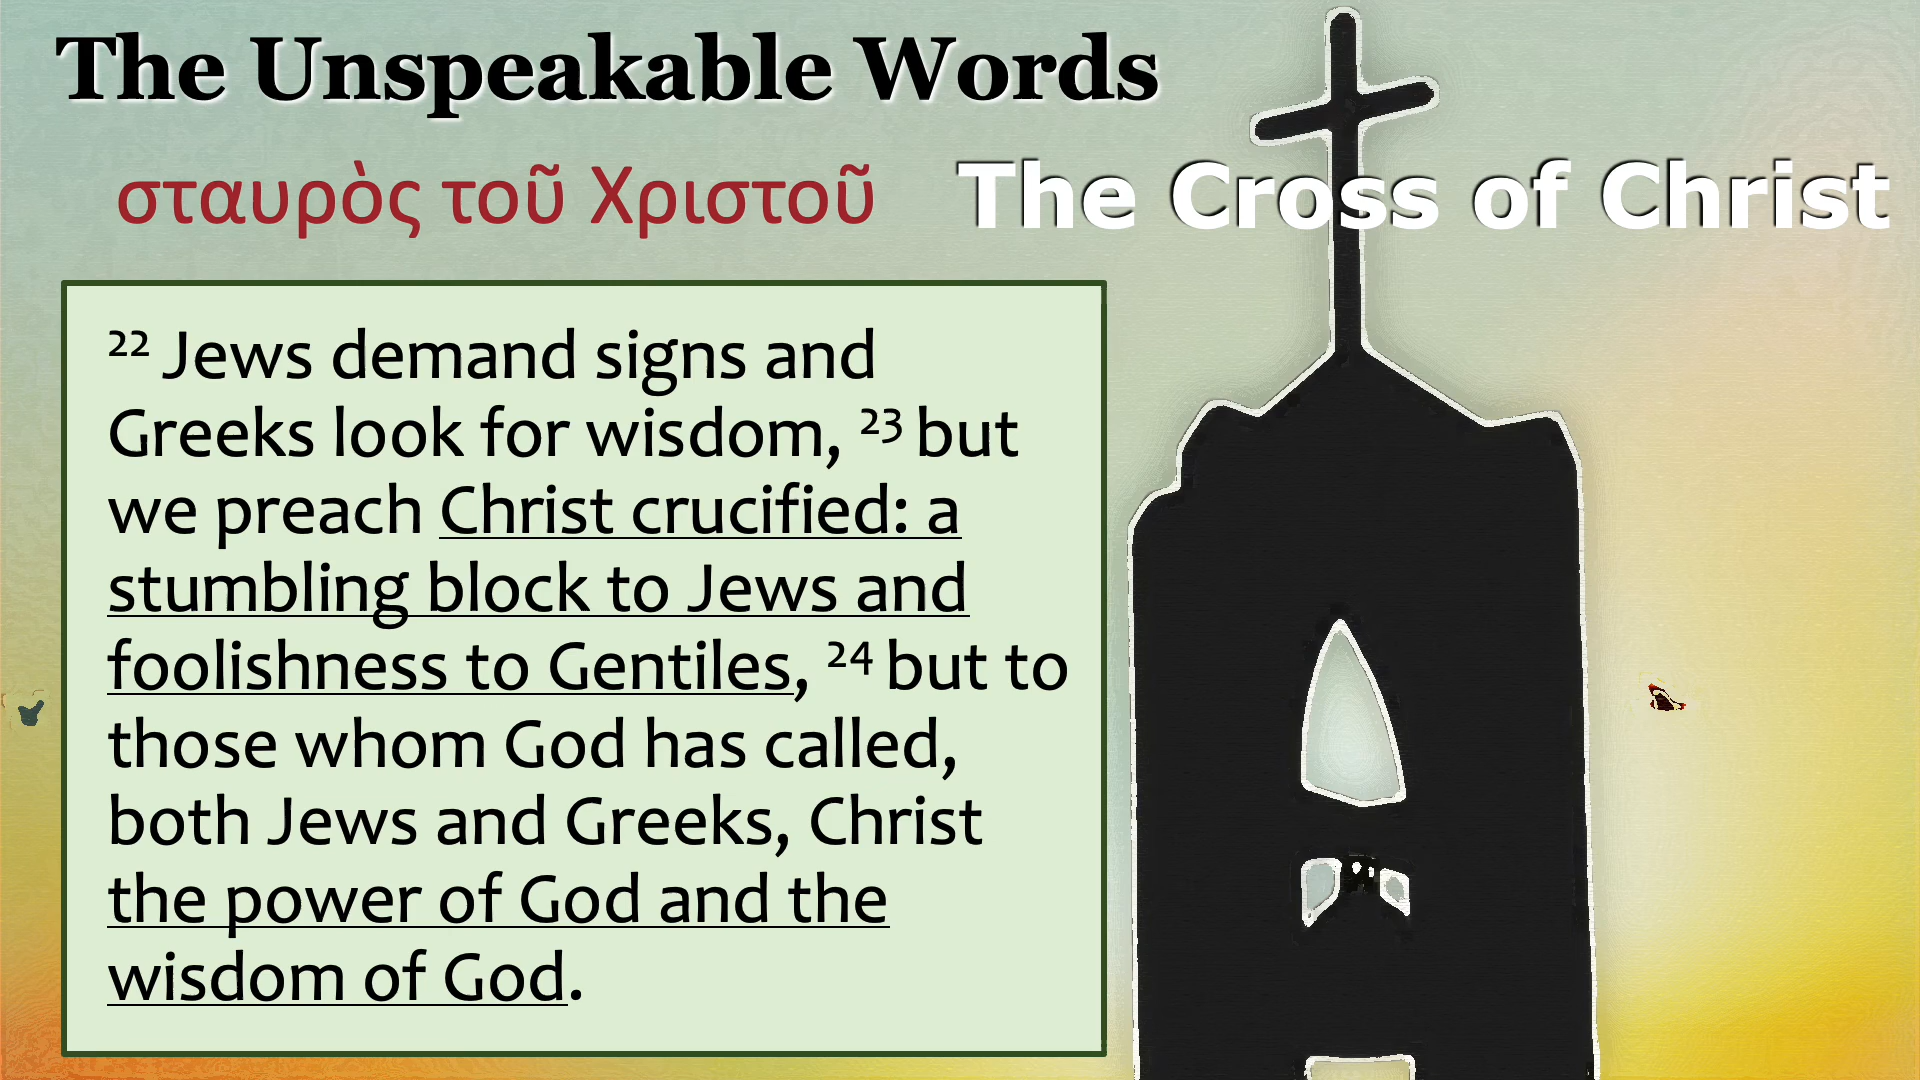 The Unspeakable Words
σταυρὸς τοῦ Χριστοῦ The Cross of Christ
22 Jews demand signs and
Greeks look for wisdom, 23 but
we preach Christ crucified: a
stumbling block to Jews and
foolishness to Gentiles, 24 but to
those whom God has called,
both Jews and Greeks, Christ
the power of God and the
wisdom of God.